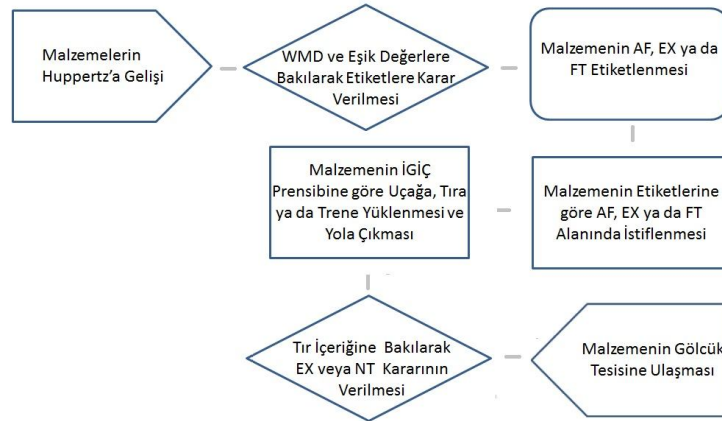 Malzemelerin
Huppertz'a Gelişi
WMD ve Eşik Değerlere
Bakılarak Etiketlere Karar
Verilmesi
Malzemenin AF, EX ya da
FT Etiketlenmesi
Malzemenin Etiketlerine
göre AF, EX ya da FT
Alanında İstiflenmesi
Malzemenin İGİÇ
Prensibine göre Uçağa, Tıra
ya da Trene Yüklenmesi ve
Yola Çıkması
Tır İçeriğine Bakılarak
EX veya NT Kararının
Verilmesi
Malzemenin Gölcük
Tesisine Ulaşması